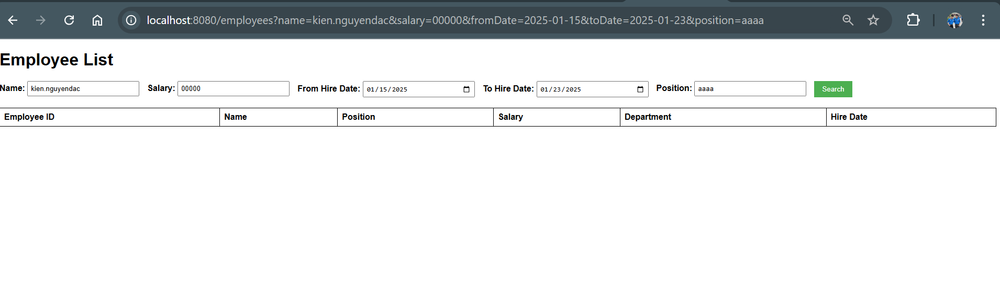 localhost:8080/employees?name=kien.nguyendac&salary=00000&fromDate=2025-01-15&toDate=2025-01-23&position=aaaa
Employee List
Name: kien.nguyendac Salary: 00000 From Hire Date: 01/15/2025 To Hire Date: 01/23/2025 Position: aaaa Search
Employee ID Name Position Salary Department Hire Date